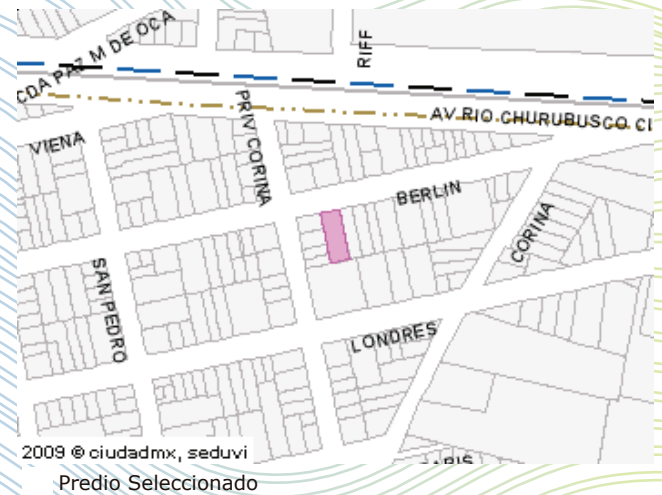 CDA PAZ M DE OCA
RIFF
AV RIO CHURUBUSCO CI
VIENA
PRIV CORINA
BERLIN
CORINA
SAN PEDRO
LONDRES
2009 © ciudadmx, seduvi
Predio Seleccionado